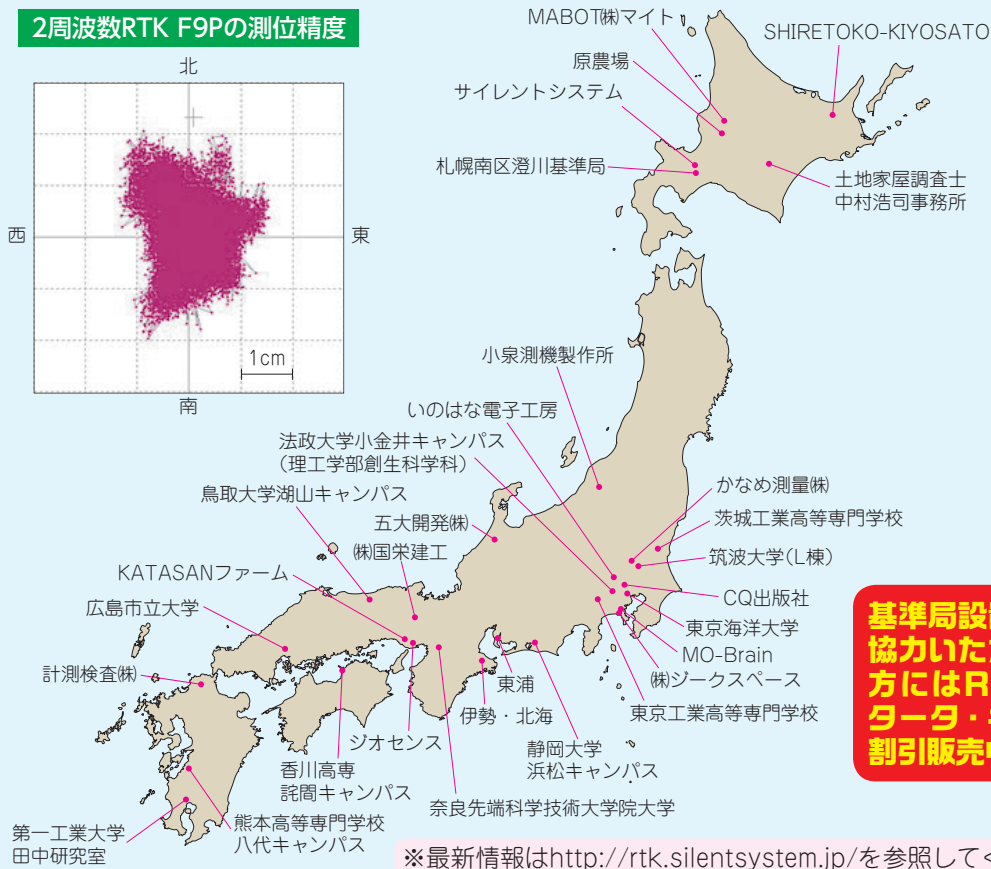 2周波数RTK F9Pの測位精度
北
西
東
南
1cm
MABOT㈱マイト
SHIRETOKO-KIYOSATO
原農場
サイレントシステム
札幌南区澄川基準局
土地家屋調査士
中村浩司事務所
小泉測機製作所
いのはな電子工房
法政大学小金井キャンパス
（理工学部創生科学科）
鳥取大学湖山キャンパス
五大開発㈱
㈱国栄建工
KATASANファーム
広島市立大学
計測検査㈱
かなめ測量㈱
茨城工業高等専門学校
筑波大学(L棟)
CQ出版社
東京海洋大学
MO-Brain
㈱ジークスペース
東京工業高等専門学校
東浦
伊勢・北海
静岡大学
浜松キャンパス
ジオセンス
香川高専
詫間キャンパス
奈良先端科学技術大学院大学
熊本高等専門学校
八代キャンパス
第一工業大学
田中研究室
基準局設
協力いた
方にはR
タータ・
割引販売
※最新情報はhttp://rtk.silentsystem.jp/を参照して